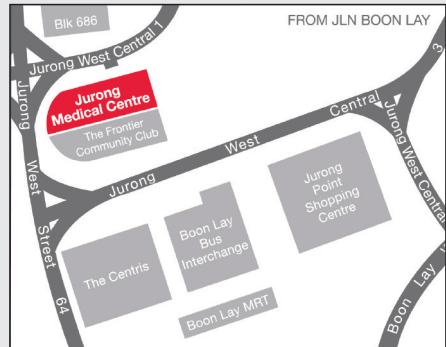 Blk 686
FROM JLN BOON LAY
Jurong West Central 1
Jurong
Medical Centre
The Frontier
Community Club
Jurong West Street 64
Jurong West Central 3
Jurong West Central
Jurong
Point
Shopping
Centre
Boon Lay
Bus
Interchange
The Centris
Boon Lay MRT
Boon Lay